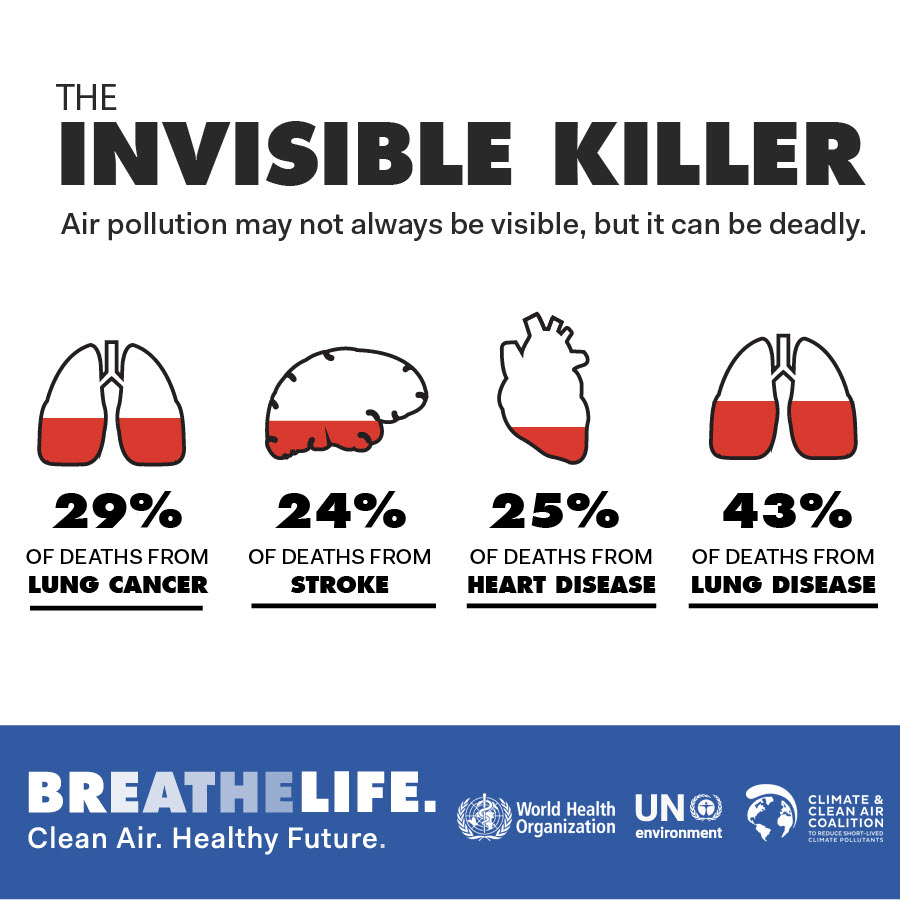 THE
INVISIBLE KILLER
Air pollution may not always be visible, but it can be deadly.
29%
OF DEATHS FROM
LUNG CANCER
24%
OF DEATHS FROM
STROKE
25%
OF DEATHS FROM
HEART DISEASE
43%
OF DEATHS FROM
LUNG DISEASE
BREATHELIFE.
Clean Air. Healthy Future.
World Health
Organization
UN
environment
CLIMATE &
CLEAN AIR
COALITION
TO REDUCE SHORT-LIVED
CLIMATE POLLUTANTS